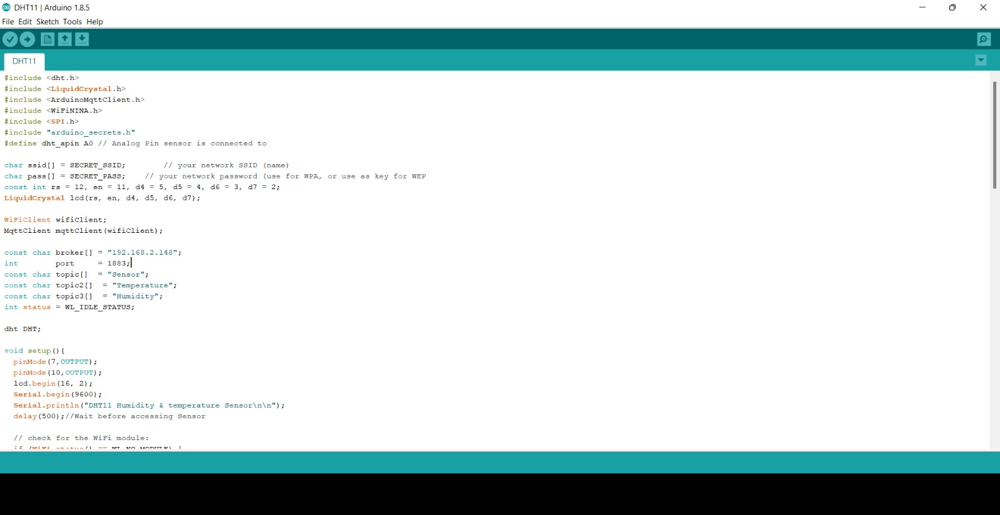 DHT11 | Arduino 1.8.5
File Edit Sketch Tools Help
DHT11
#include <dht.h>
#include <LiquidCrystal.h>
#include <ArduinoMqttClient.h>
#include <WiFiNINA.h>
#include <SPI.h>
#include "arduino_secrets.h"
#define dht_apin A0 // Analog Pin sensor is connected to
char ssid[] = SECRET_SSID;        // your network SSID (name)
char pass[] = SECRET_PASS;    // your network password (use for WPA, or use as key for WEP
const int rs = 12, en = 11, d4 = 5, d5 = 4, d6 = 3, d7 = 2;
LiquidCrystal lcd(rs, en, d4, d5, d6, d7);
WiFiClient wifiClient;
MqttClient mqttClient(wifiClient);
const char broker[] = "192.168.2.148";
int        port     = 1883;
const char topic[]  = "Sensor";
const char topic2[]  = "Temperature";
const char topic3[]  = "Humidity";
int status = WL_IDLE_STATUS;
dht DHT;
void setup(){
  pinMode(7,OUTPUT);
  pinMode(10,OUTPUT);
  lcd.begin(16, 2);
  Serial.begin(9600);
  Serial.println("DHT11 Humidity & temperature Sensor\n\n");
  delay(500);//Wait before accessing Sensor
  // check for the WiFi module:
  if (WiFi.status() == WL_NO_MODULE) {